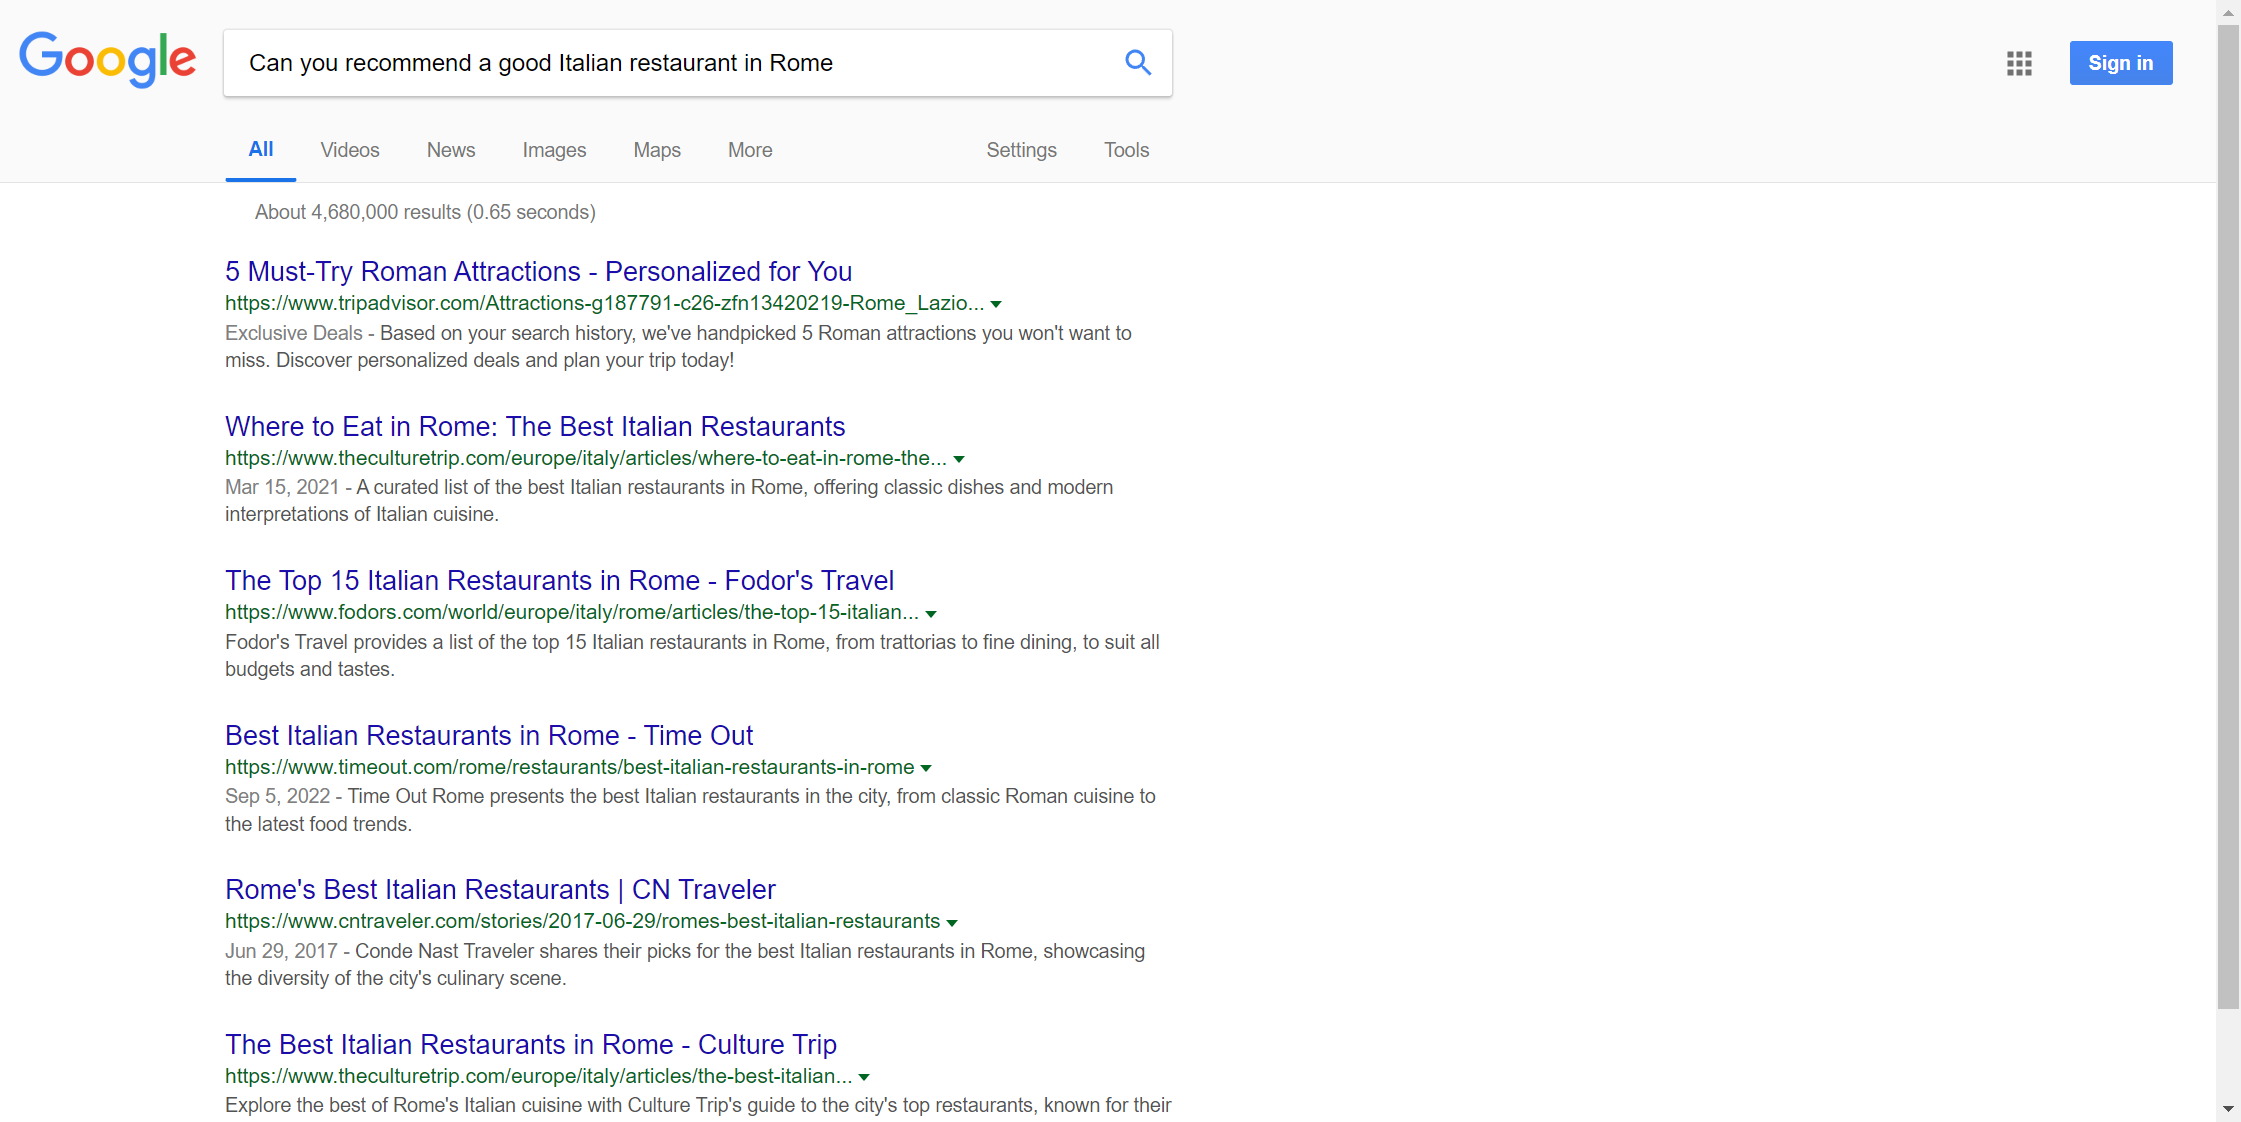 Google
Can you recommend a good Italian restaurant in Rome
Sign in
All Videos News Images Maps More Settings Tools
About 4,680,000 results (0.65 seconds)
5 Must-Try Roman Attractions - Personalized for You
https://www.tripadvisor.com/Attractions-g187791-c26-zfn13420219-Rome_Lazio...
Exclusive Deals - Based on your search history, we've handpicked 5 Roman attractions you won't want to
miss. Discover personalized deals and plan your trip today!
Where to Eat in Rome: The Best Italian Restaurants
https://www.theculturetrip.com/europe/italy/articles/where-to-eat-in-rome-the...
Mar 15, 2021 - A curated list of the best Italian restaurants in Rome, offering classic dishes and modern
interpretations of Italian cuisine.
The Top 15 Italian Restaurants in Rome - Fodor's Travel
https://www.fodors.com/world/europe/italy/rome/articles/the-top-15-italian...
Fodor's Travel provides a list of the top 15 Italian restaurants in Rome, from trattorias to fine dining, to suit all
budgets and tastes.
Best Italian Restaurants in Rome - Time Out
https://www.timeout.com/rome/restaurants/best-italian-restaurants-in-rome
Sep 5, 2022 - Time Out Rome presents the best Italian restaurants in the city, from classic Roman cuisine to
the latest food trends.
Rome's Best Italian Restaurants | CN Traveler
https://www.cntraveler.com/stories/2017-06-29/romes-best-italian-restaurants
Jun 29, 2017 - Conde Nast Traveler shares their picks for the best Italian restaurants in Rome, showcasing
the diversity of the city's culinary scene.
The Best Italian Restaurants in Rome - Culture Trip
https://www.theculturetrip.com/europe/italy/articles/the-best-italian...
Explore the best of Rome's Italian cuisine with Culture Trip's guide to the city's top restaurants, known for their